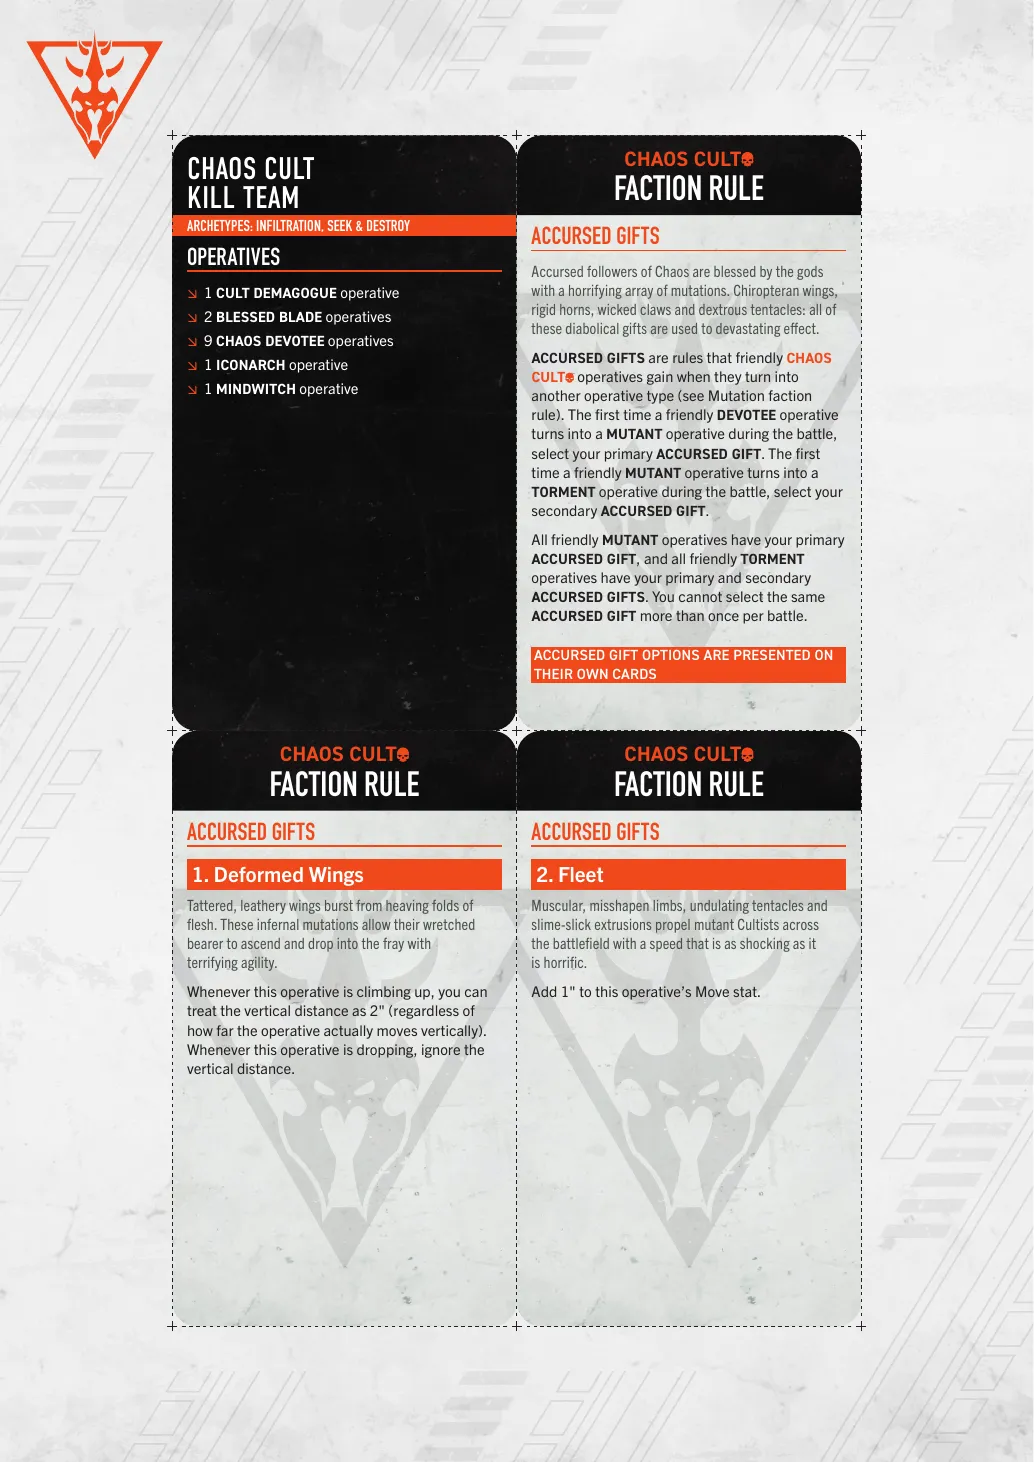 CHAOS CULT
KILL TEAM
ARCHETYPES: INFILTRATION, SEEK & DESTROY
OPERATIVES
1 CULT DEMAGOGUE operative
2 BLESSED BLADE operatives
9 CHAOS DEVOTEE operatives
1 ICONARCH operative
1 MINDWITCH operative
CHAOS CULT
FACTION RULE
ACCURSED GIFTS
Accursed followers of Chaos are blessed by the gods
with a horrifying array of mutations. Chiropteran wings,
rigid horns, wicked claws and dextrous tentacles: all of
these diabolical gifts are used to devastating effect.
ACCURSED GIFTS are rules that friendly CHAOS
CULT operatives gain when they turn into
another operative type (see Mutation faction
rule). The first time a friendly DEVOTEE operative
turns into a MUTANT operative during the battle,
select your primary ACCURSED GIFT. The first
time a friendly MUTANT operative turns into a
TORMENT operative during the battle, select your
secondary ACCURSED GIFT.
All friendly MUTANT operatives have your primary
ACCURSED GIFT, and all friendly TORMENT
operatives have your primary and secondary
ACCURSED GIFTS. You cannot select the same
ACCURSED GIFT more than once per battle.
ACCURSED GIFT OPTIONS ARE PRESENTED ON
THEIR OWN CARDS
CHAOS CULT
FACTION RULE
ACCURSED GIFTS
1. Deformed Wings
Tattered, leathery wings burst from heaving folds of
flesh. These infernal mutations allow their wretched
bearer to ascend and drop into the fray with
terrifying agility.
Whenever this operative is climbing up, you can
treat the vertical distance as 2" (regardless of
how far the operative actually moves vertically).
Whenever this operative is dropping, ignore the
vertical distance.
CHAOS CULT
FACTION RULE
ACCURSED GIFTS
2. Fleet
Muscular, misshapen limbs, undulating tentacles and
slime-slick extrusions propel mutant Cultists across
the battlefield with a speed that is as shocking as it
is horrific.
Add 1" to this operative’s Move stat.